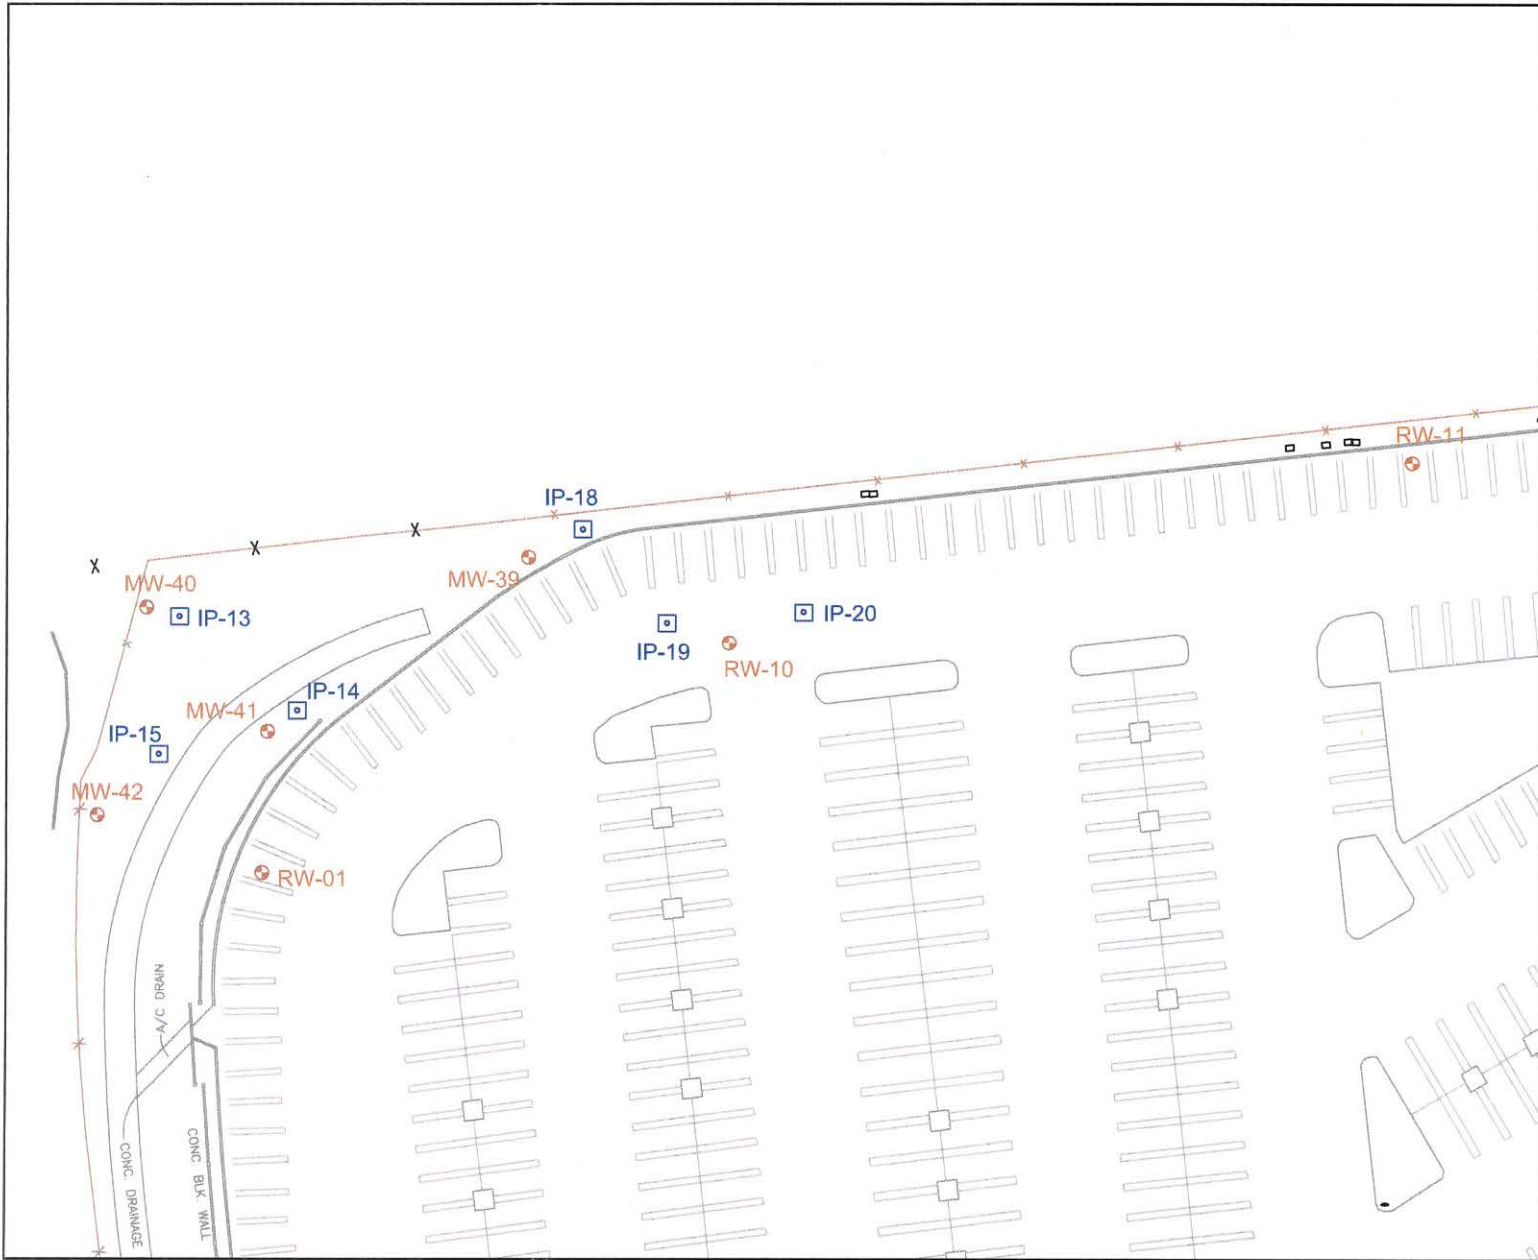 RW-11
IP-18
MW-39
MW-40
IP-13
IP-20
IP-19
RW-10
IP-14
MW-41
IP-15
MW-42
RW-01
A/C DRAIN
CONC. DRAINAGE
CONC. BLK. WALL